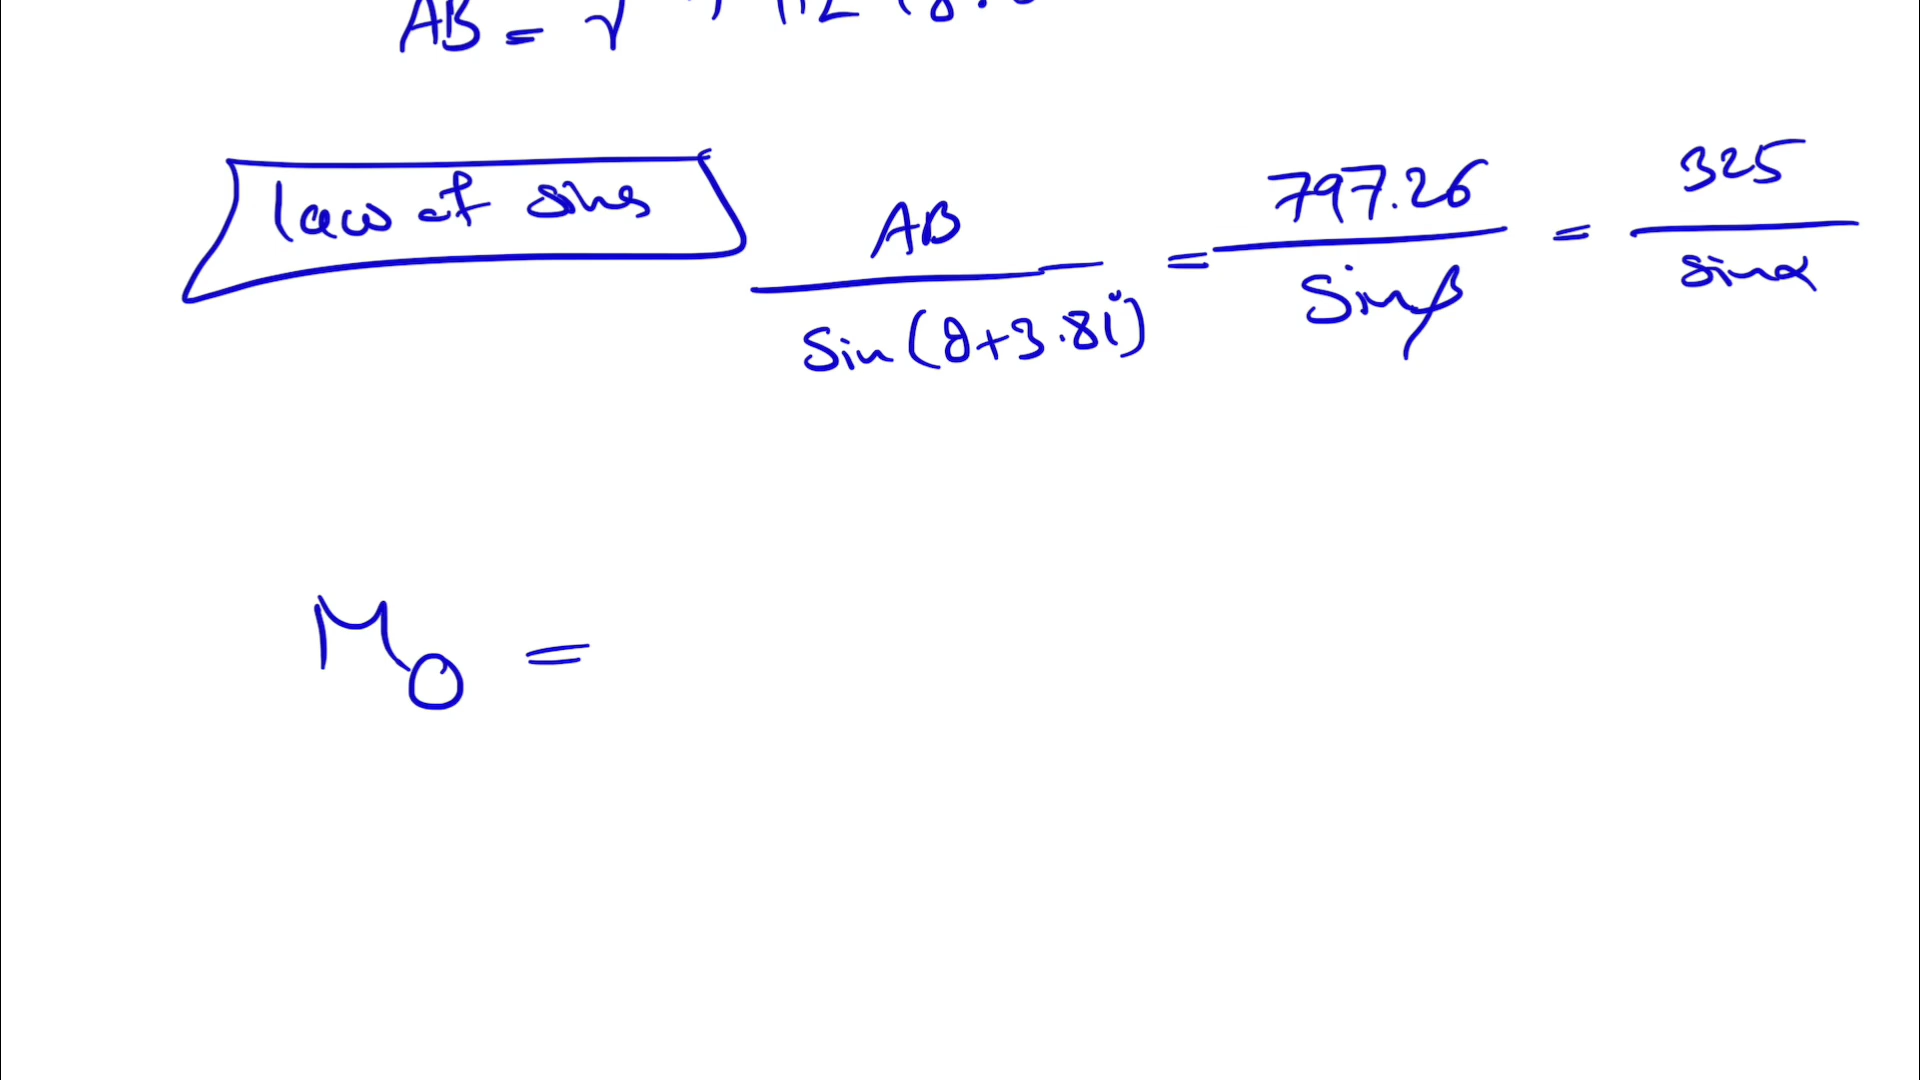 AB = √
law of sines AB / sin(θ+3.81°) = 797.26 / sinβ = 325 / sinα
M_O =